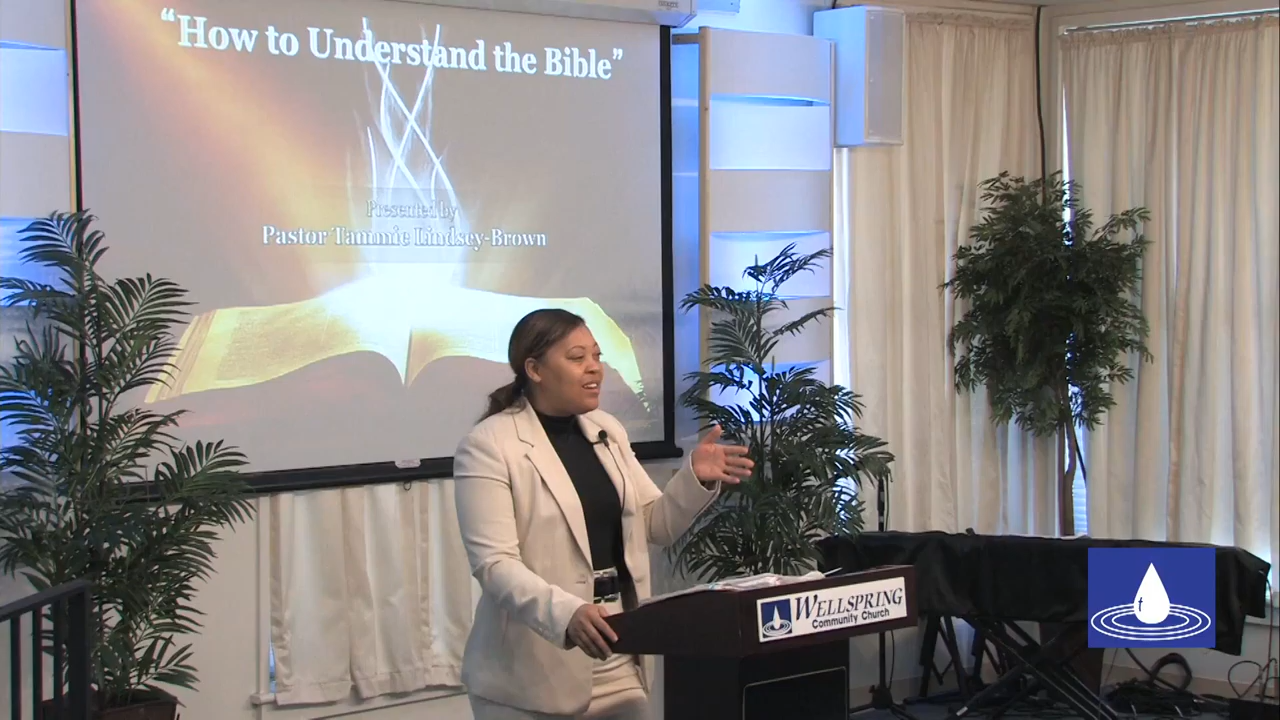 “How to Understand the Bible”
Presented by
Pastor Tammie Lindsey-Brown
WELLSPRING
Community Church